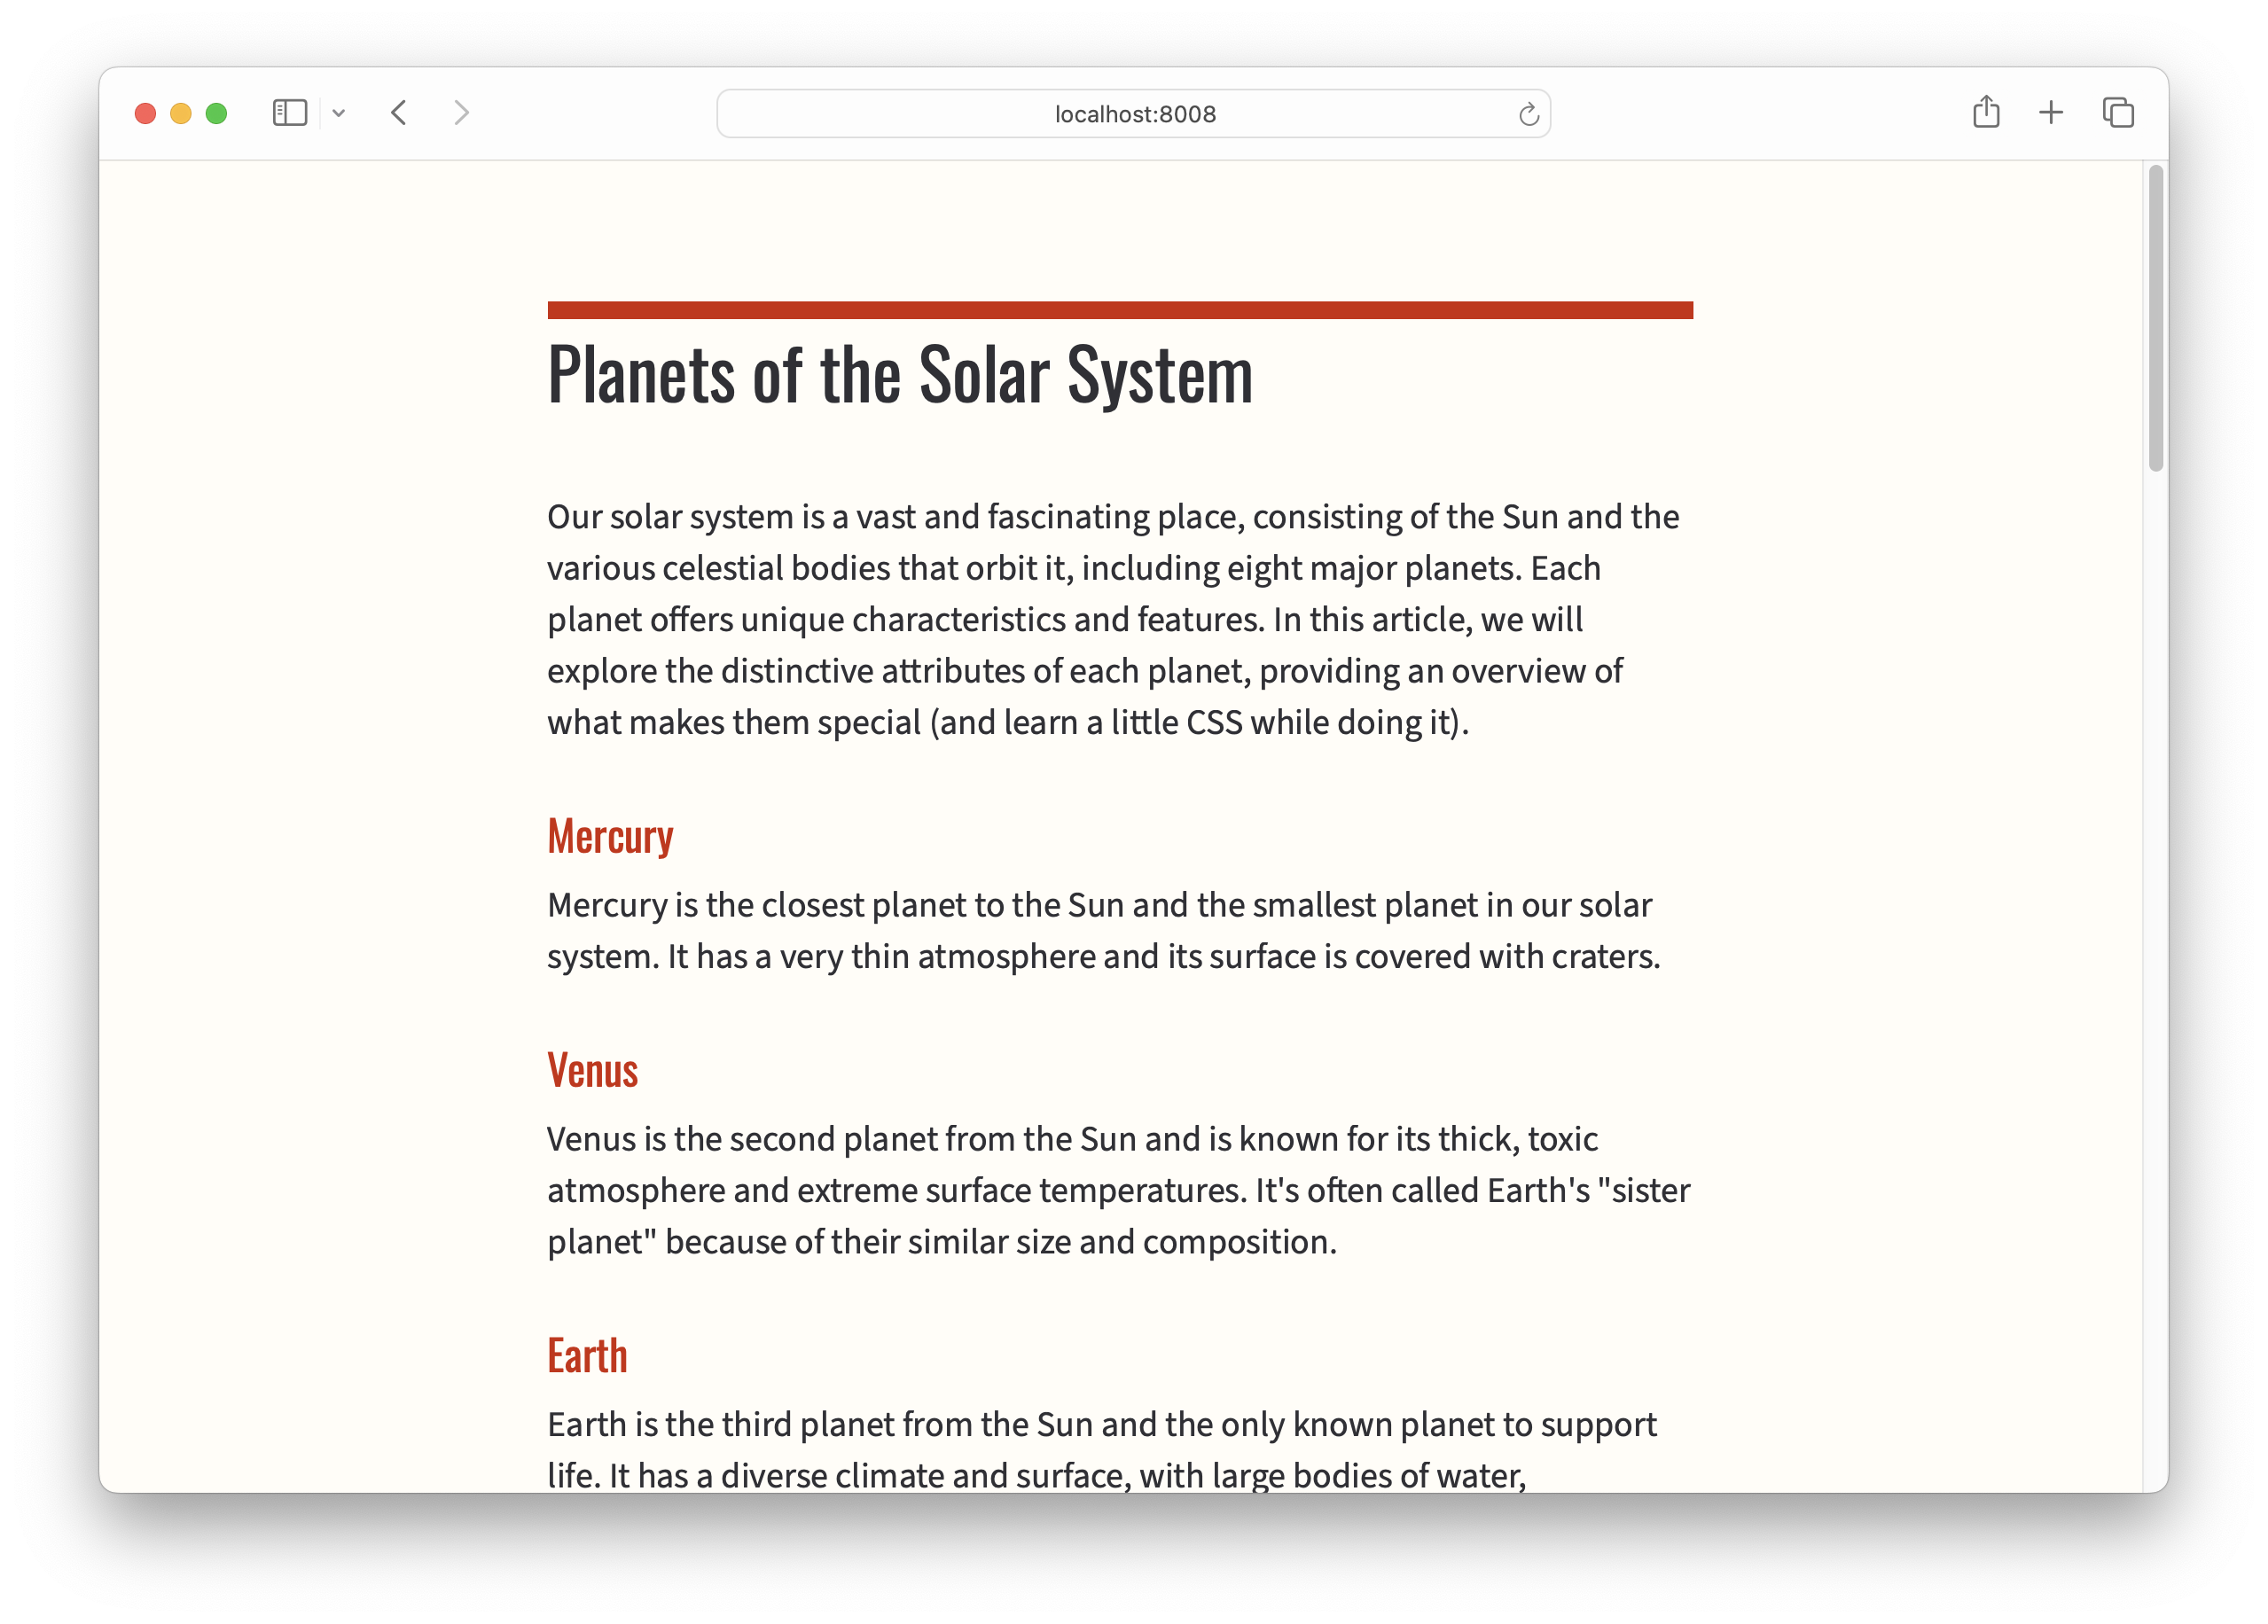 localhost:8008
Planets of the Solar System
Our solar system is a vast and fascinating place, consisting of the Sun and the
various celestial bodies that orbit it, including eight major planets. Each
planet offers unique characteristics and features. In this article, we will
explore the distinctive attributes of each planet, providing an overview of
what makes them special (and learn a little CSS while doing it).
Mercury
Mercury is the closest planet to the Sun and the smallest planet in our solar
system. It has a very thin atmosphere and its surface is covered with craters.
Venus
Venus is the second planet from the Sun and is known for its thick, toxic
atmosphere and extreme surface temperatures. It's often called Earth's "sister
planet" because of their similar size and composition.
Earth
Earth is the third planet from the Sun and the only known planet to support
life. It has a diverse climate and surface, with large bodies of water,